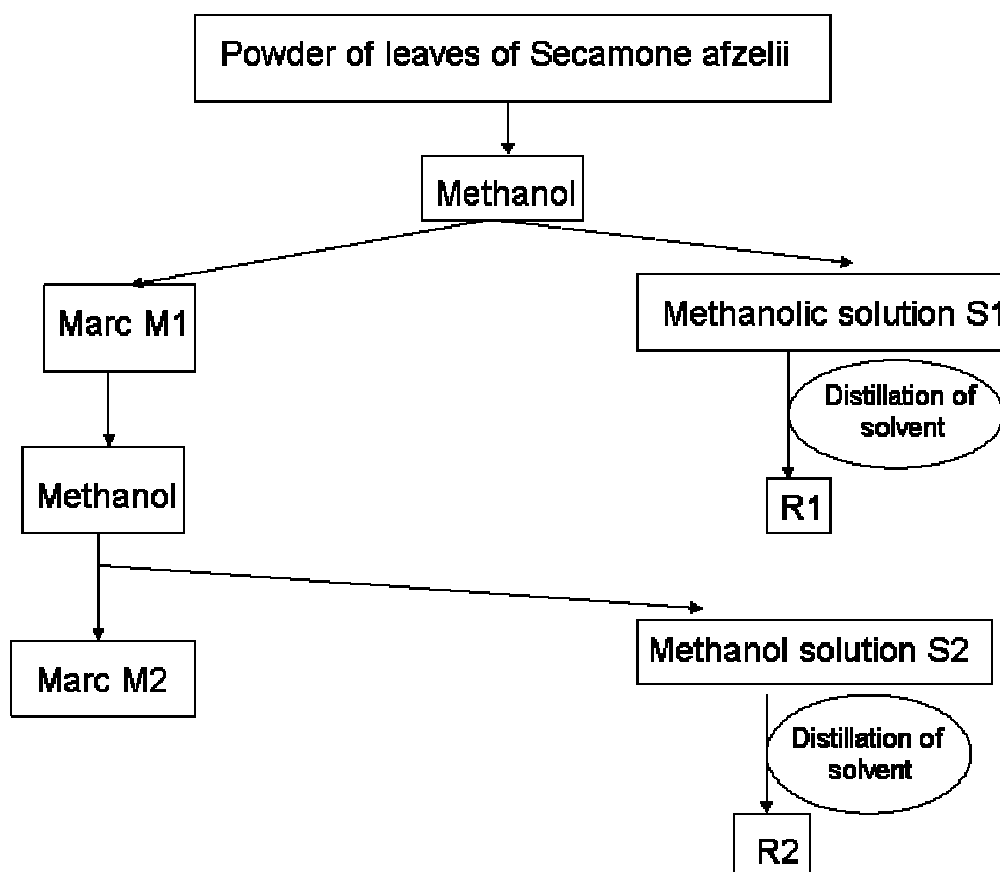 Powder of leaves of Secamone afzelii
Methanol
Marc M1
Methanolic solution S1
Distillation of
solvent
Methanol
R1
Methanol solution S2
Marc M2
Distillation of
solvent
R2